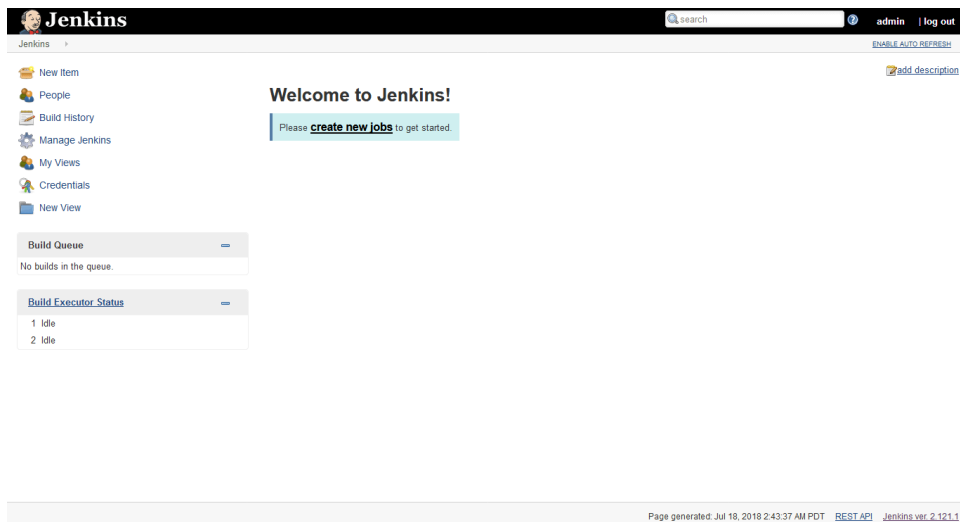 Jenkins
search
admin | log out
Jenkins
ENABLE AUTO REFRESH
New Item
People
Build History
Manage Jenkins
My Views
Credentials
New View
Build Queue
No builds in the queue.
Build Executor Status
1 Idle
2 Idle
add description
Welcome to Jenkins!
Please create new jobs to get started.
Page generated: Jul 18, 2018 2:43:37 AM PDT REST API Jenkins ver. 2.121.1